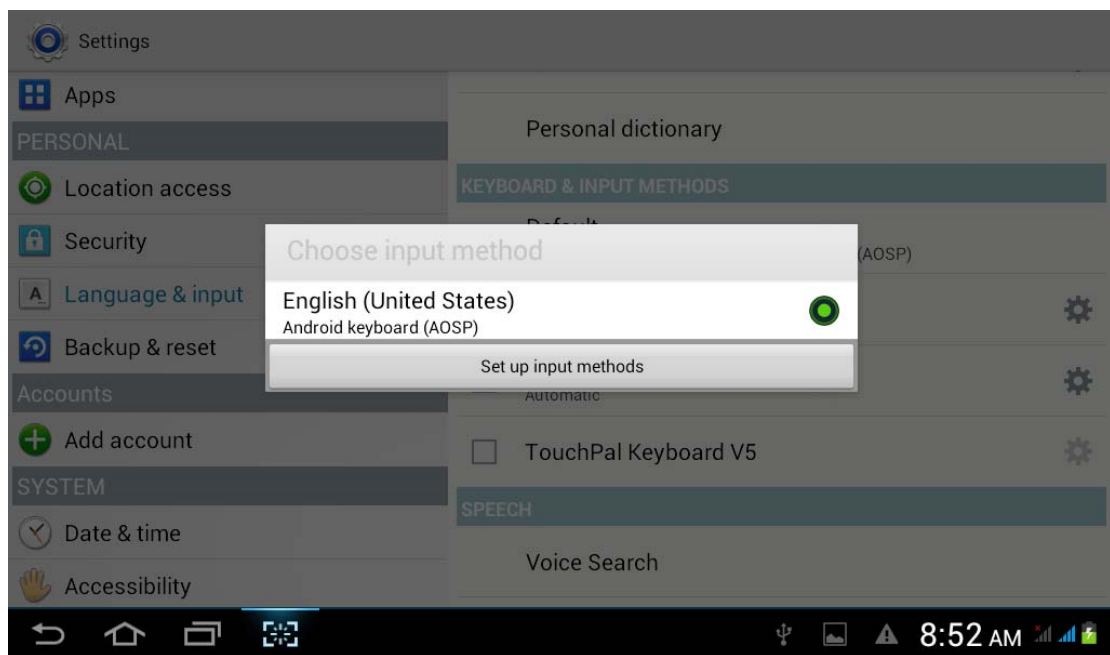 Settings
Apps
PERSONAL
Location access
Security
Language & input
Backup & reset
Accounts
Add account
SYSTEM
Date & time
Accessibility
Personal dictionary
KEYBOARD & INPUT METHODS
Default
(AOSP)
Choose input method
English (United States)
Android keyboard (AOSP)
Set up input methods
Automatic
TouchPal Keyboard V5
SPEECH
Voice Search
8:52 AM